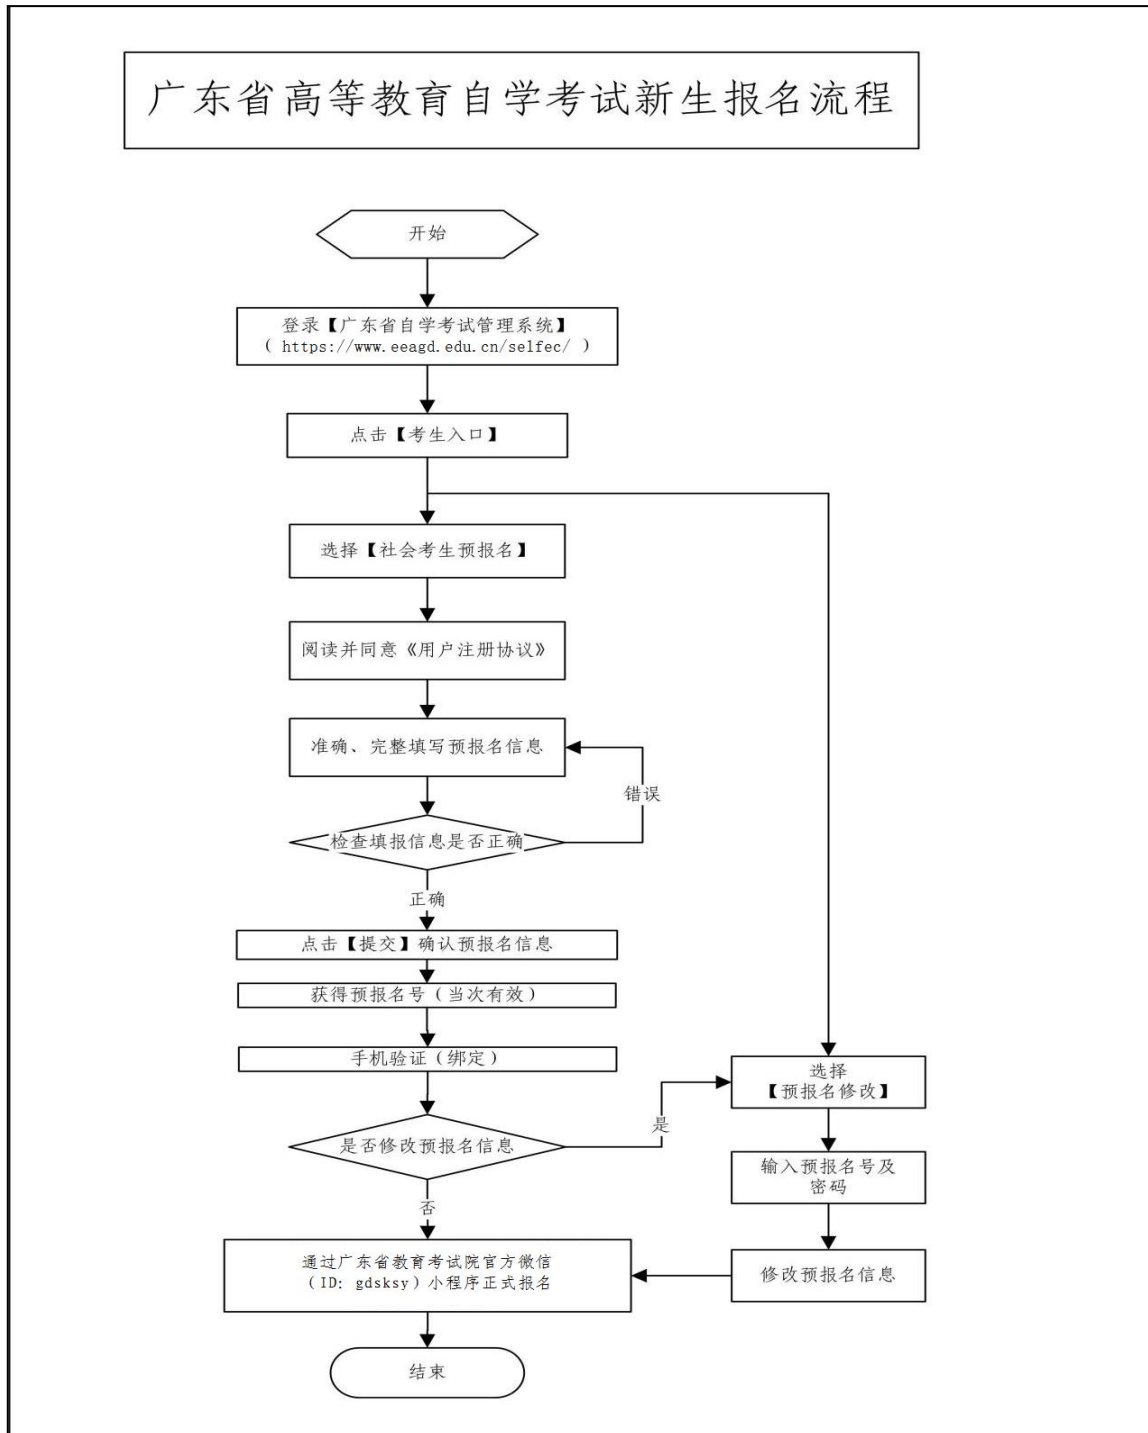 广东省高等教育自学考试新生报名流程
开始
登录【广东省自学考试管理系统】
( https://www.eeagd.edu.cn/selfec/ )
点击【考生入口】
选择【社会考生预报名】
阅读并同意《用户注册协议》
准确、完整填写预报名信息
错误
检查填报信息是否正确
正确
点击【提交】确认预报名信息
获得预报名号（当次有效）
手机验证（绑定）
选择
【预报名修改】
是
是否修改预报名信息
输入预报名号及
密码
否
通过广东省教育考试院官方微信
（ID: gdsksy）小程序正式报名
修改预报名信息
结束